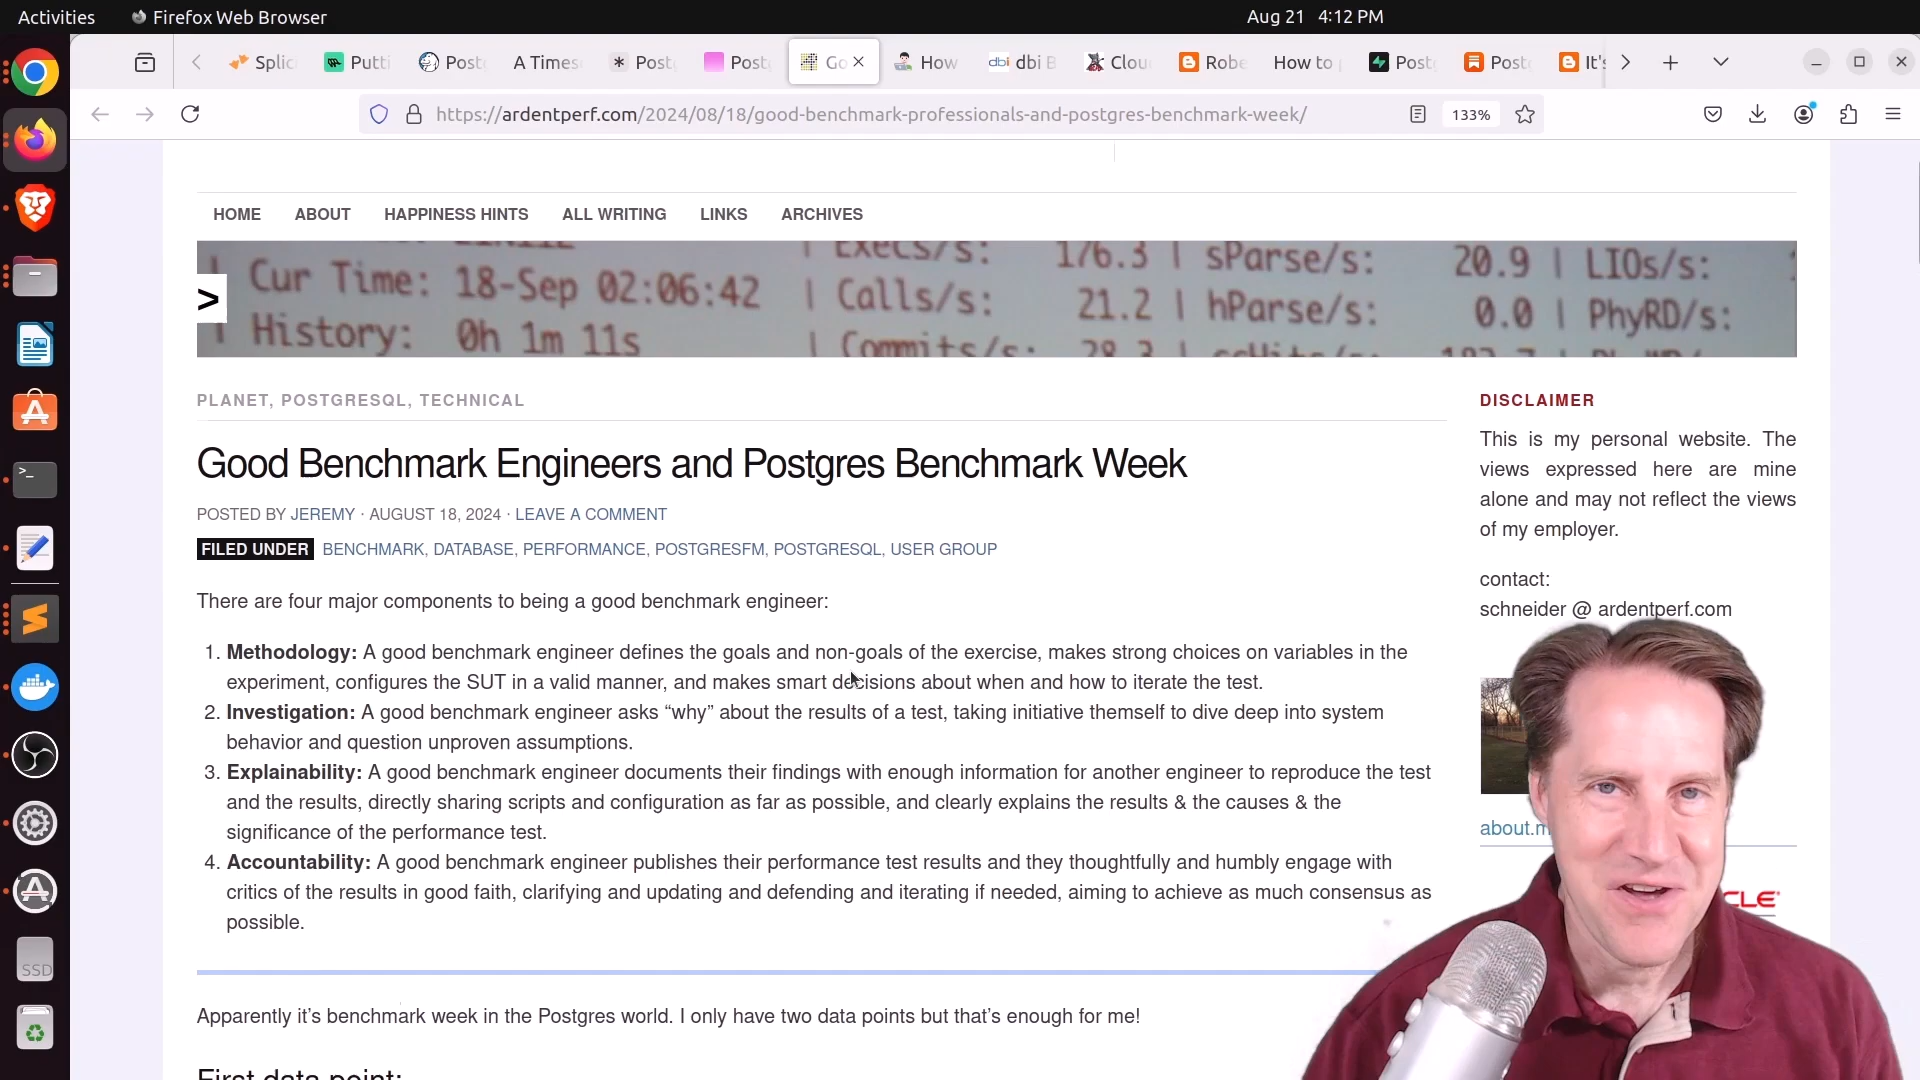 Activities
Firefox Web Browser
Aug 21 4:12 PM
Splic
Putti
Post
A Times
Post
Post
Go
How
dbi
dbi B
Clou
Robe
How to
Post
Post
It's
https://ardentperf.com/2024/08/18/good-benchmark-professionals-and-postgres-benchmark-week/
133%
HOME ABOUT HAPPINESS HINTS ALL WRITING LINKS ARCHIVES
Execs/s: 176.3 | sParse/s: 20.9 | LIOs/s:
Cur Time: 18-Sep 02:06:42 | Calls/s: 21.2 | hParse/s: 0.0 | PhyRD/s:
>
History: 0h 1m 11s | Commits/s: 28.3
PLANET, POSTGRESQL, TECHNICAL
Good Benchmark Engineers and Postgres Benchmark Week
POSTED BY JEREMY · AUGUST 18, 2024 · LEAVE A COMMENT
FILED UNDER BENCHMARK, DATABASE, PERFORMANCE, POSTGRESFM, POSTGRESQL, USER GROUP
There are four major components to being a good benchmark engineer:
1. Methodology: A good benchmark engineer defines the goals and non-goals of the exercise, makes strong choices on variables in the
experiment, configures the SUT in a valid manner, and makes smart decisions about when and how to iterate the test.
2. Investigation: A good benchmark engineer asks “why” about the results of a test, taking initiative themself to dive deep into system
behavior and question unproven assumptions.
3. Explainability: A good benchmark engineer documents their findings with enough information for another engineer to reproduce the test
and the results, directly sharing scripts and configuration as far as possible, and clearly explains the results & the causes & the
significance of the performance test.
4. Accountability: A good benchmark engineer publishes their performance test results and they thoughtfully and humbly engage with
critics of the results in good faith, clarifying and updating and defending and iterating if needed, aiming to achieve as much consensus as
possible.
Apparently it’s benchmark week in the Postgres world. I only have two data points but that’s enough for me!
First data point:
DISCLAIMER
This is my personal website. The
views expressed here are mine
alone and may not reflect the views
of my employer.
contact:
schneider @ ardentperf.com
about.m
CLE
SSD